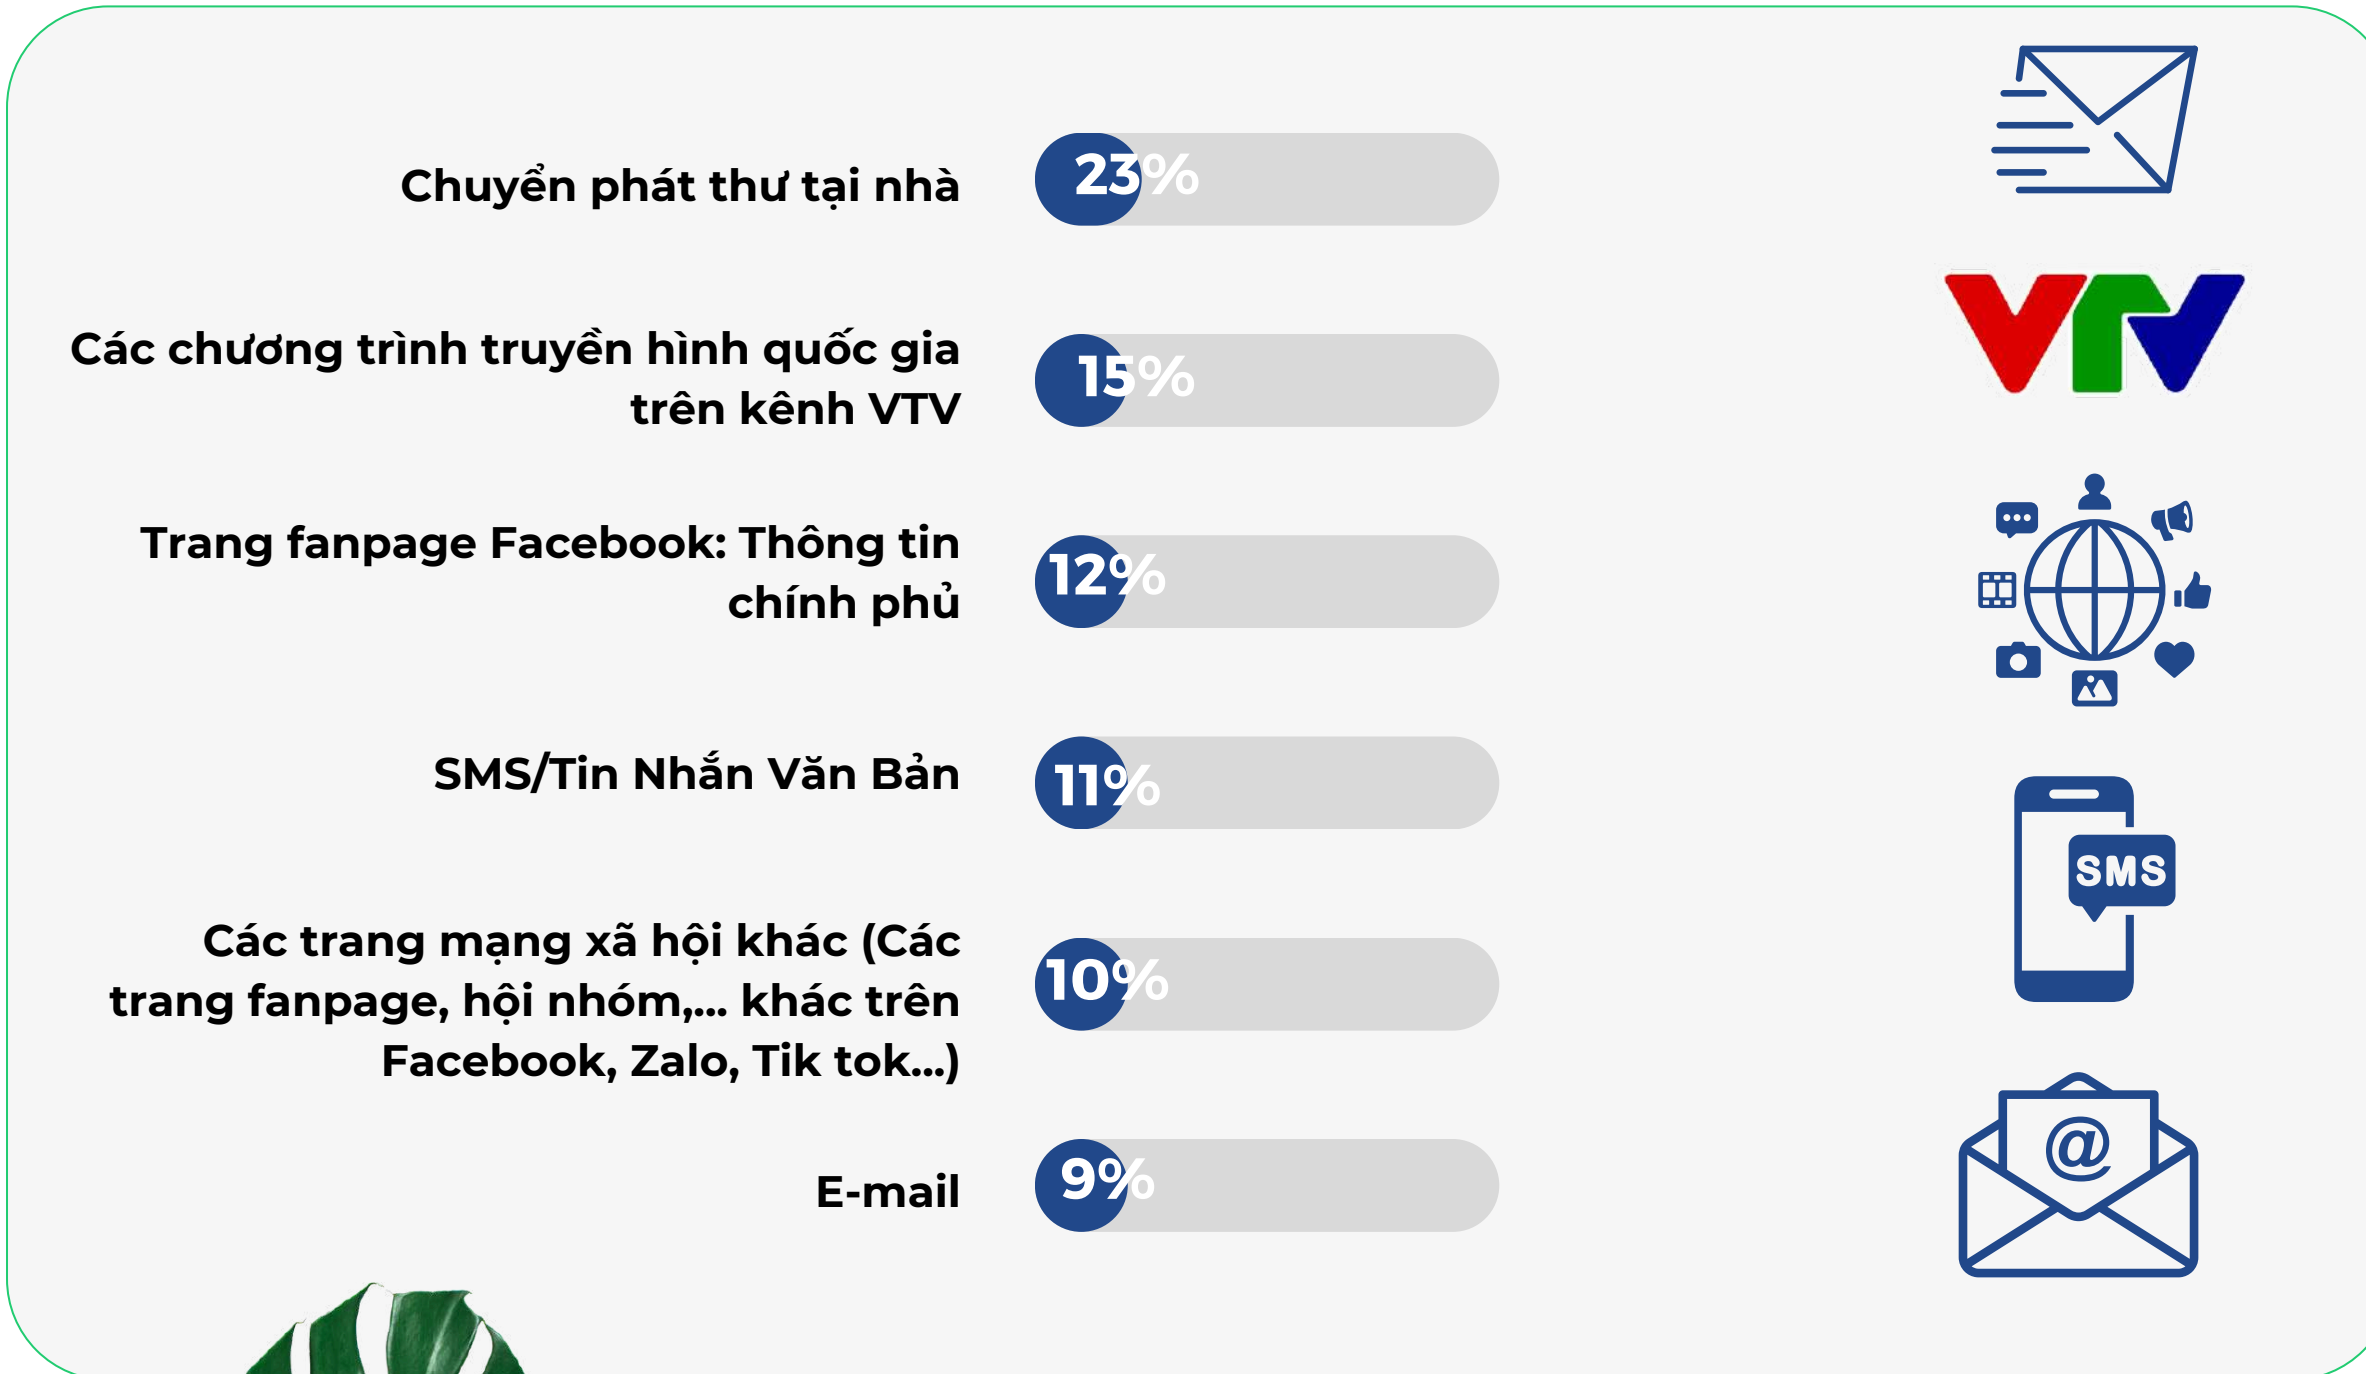 Chuyển phát thư tại nhà
23%
Các chương trình truyền hình quốc gia
trên kênh VTV
15%
VTV
Trang fanpage Facebook: Thông tin
chính phủ
12%
SMS/Tin Nhắn Văn Bản
11%
SMS
Các trang mạng xã hội khác (Các
trang fanpage, hội nhóm,... khác trên
Facebook, Zalo, Tik tok...)
10%
E-mail
9%
@